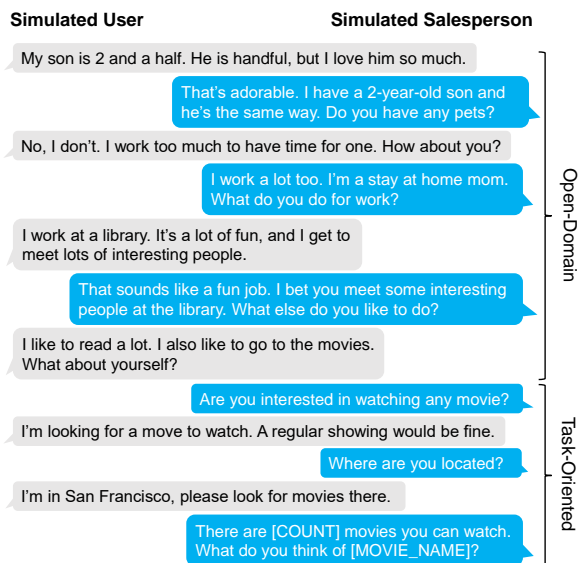 Simulated User
Simulated Salesperson
My son is 2 and a half. He is handful, but I love him so much.
That's adorable. I have a 2-year-old son and
he's the same way. Do you have any pets?
No, I don't. I work too much to have time for one. How about you?
I work a lot too. I'm a stay at home mom.
What do you do for work?
I work at a library. It's a lot of fun, and I get to
meet lots of interesting people.
That sounds like a fun job. I bet you meet some interesting
people at the library. What else do you like to do?
I like to read a lot. I also like to go to the movies.
What about yourself?
Open-Domain
Are you interested in watching any movie?
I'm looking for a move to watch. A regular showing would be fine.
Where are you located?
I'm in San Francisco, please look for movies there.
There are [COUNT] movies you can watch.
What do you think of [MOVIE_NAME]?
Task-Oriented